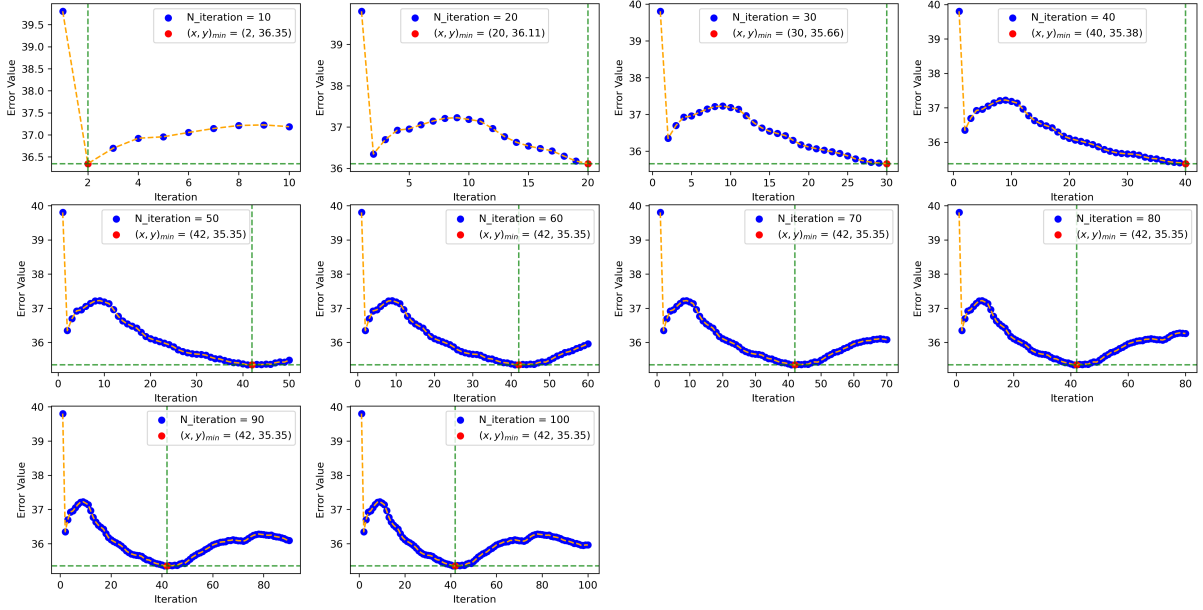 N_iteration = 10
(x, y)min = (2, 36.35)
39.5
39.0
38.5
38.0
37.5
37.0
36.5
Error Value
2
4
6
8
10
Iteration
N_iteration = 20
(x, y)min = (20, 36.11)
39
38
37
36
Error Value
5
10
15
20
Iteration
N_iteration = 30
(x, y)min = (30, 35.66)
40
39
38
37
36
Error Value
0
5
10
15
20
25
30
Iteration
N_iteration = 40
(x, y)min = (40, 35.38)
40
39
38
37
36
Error Value
0
10
20
30
40
Iteration
N_iteration = 50
(x, y)min = (42, 35.35)
40
39
38
37
36
35
Error Value
0
10
20
30
40
50
Iteration
N_iteration = 60
(x, y)min = (42, 35.35)
40
39
38
37
36
Error Value
0
10
20
30
40
50
60
Iteration
N_iteration = 70
(x, y)min = (42, 35.35)
40
39
38
37
36
Error Value
0
10
20
30
40
50
60
70
Iteration
N_iteration = 80
(x, y)min = (42, 35.35)
40
39
38
37
36
Error Value
0
20
40
60
80
Iteration
N_iteration = 90
(x, y)min = (42, 35.35)
40
39
38
37
36
Error Value
0
20
40
60
80
Iteration
N_iteration = 100
(x, y)min = (42, 35.35)
40
39
38
37
36
Error Value
0
20
40
60
80
100
Iteration